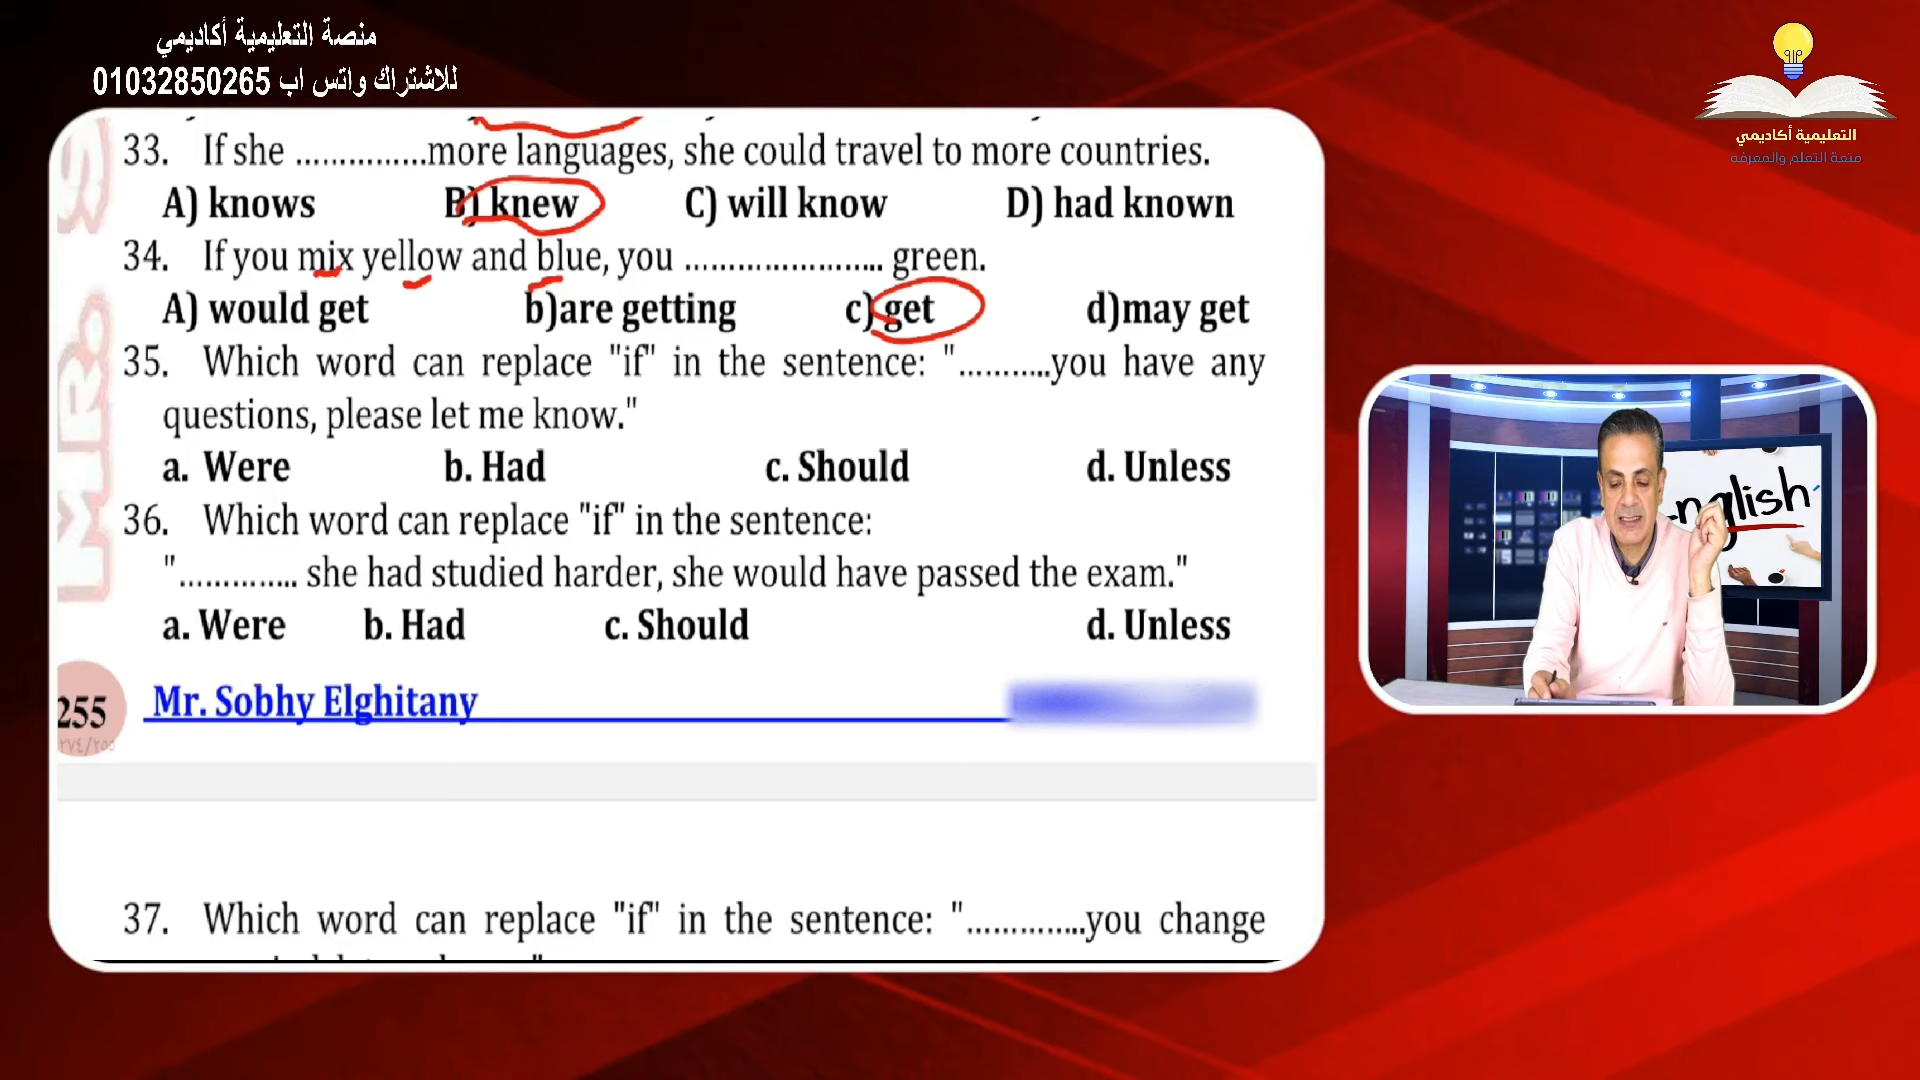 منصة التعليمية أكاديمي
للاشتراك واتس اب 01032850265
التعليمية أكاديمي
متعة التعلم والمعرفه
33. If she ...............more languages, she could travel to more countries.
A) knows B) knew C) will know D) had known
34. If you mix yellow and blue, you ...................... green.
A) would get b)are getting c) get d)may get
35. Which word can replace "if" in the sentence: "...........you have any
questions, please let me know."
a. Were b. Had c. Should d. Unless
36. Which word can replace "if" in the sentence:
".............. she had studied harder, she would have passed the exam."
a. Were b. Had c. Should d. Unless
255 Mr. Sobhy Elghitany
٢٧٤/٢٥٥
37. Which word can replace "if" in the sentence: "..............you change
MR.
nglish